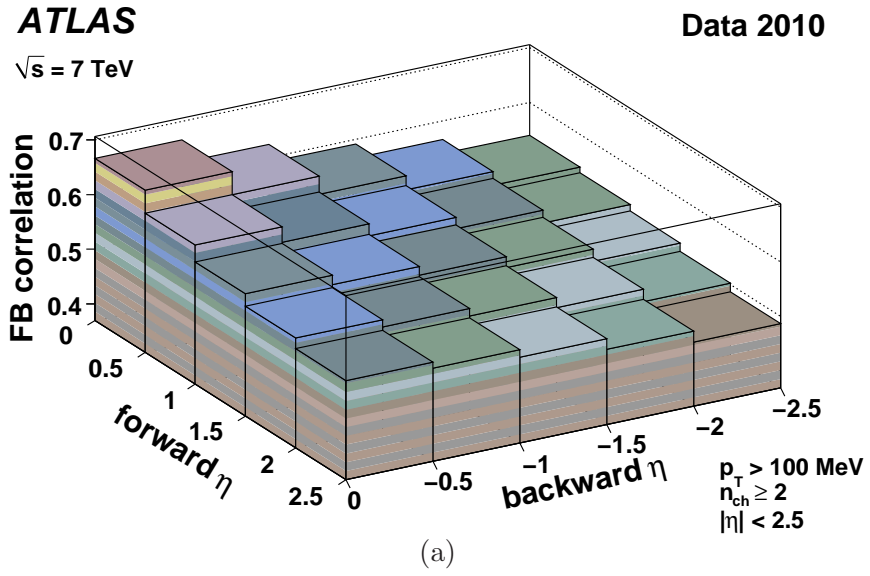 ATLAS
Data 2010
√s = 7 TeV
FB correlation
0.7
0.6
0.5
0.4
0
0.5
1
1.5
2
2.5
forward η
0
−0.5
−1
−1.5
−2
−2.5
backward η
p_T > 100 MeV
n_ch ≥ 2
|η| < 2.5
(a)